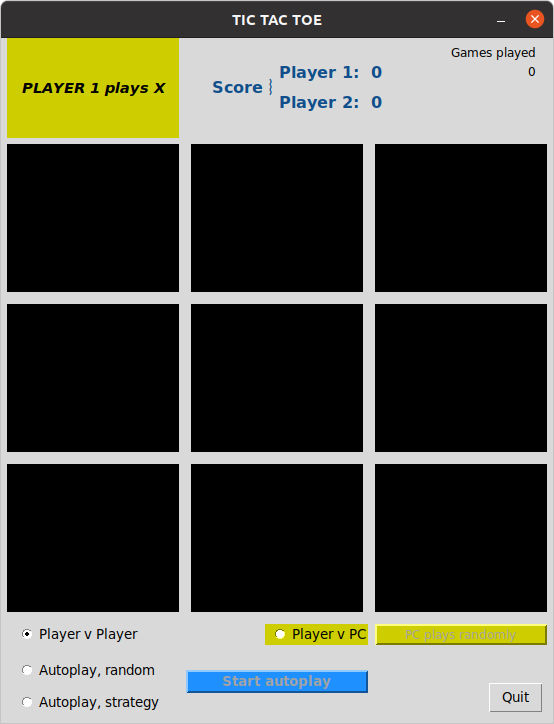 TIC TAC TOE
PLAYER 1 plays X
Score
Player 1: 0
Player 2: 0
Games played
0
Player v Player
Player v PC
PC plays randomly
Autoplay, random
Start autoplay
Autoplay, strategy
Quit